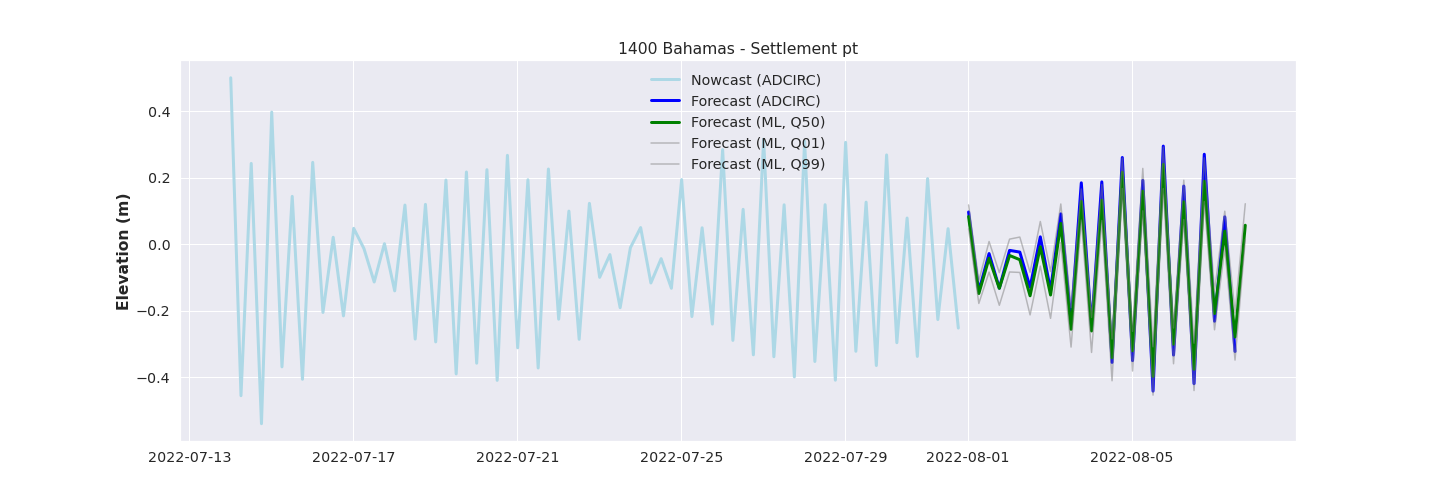 1400 Bahamas - Settlement pt
Nowcast (ADCIRC)
Forecast (ADCIRC)
Forecast (ML, Q50)
Forecast (ML, Q01)
Forecast (ML, Q99)
Elevation (m)
0.4
0.2
0.0
−0.2
−0.4
2022-07-13
2022-07-17
2022-07-21
2022-07-25
2022-07-29
2022-08-01
2022-08-05